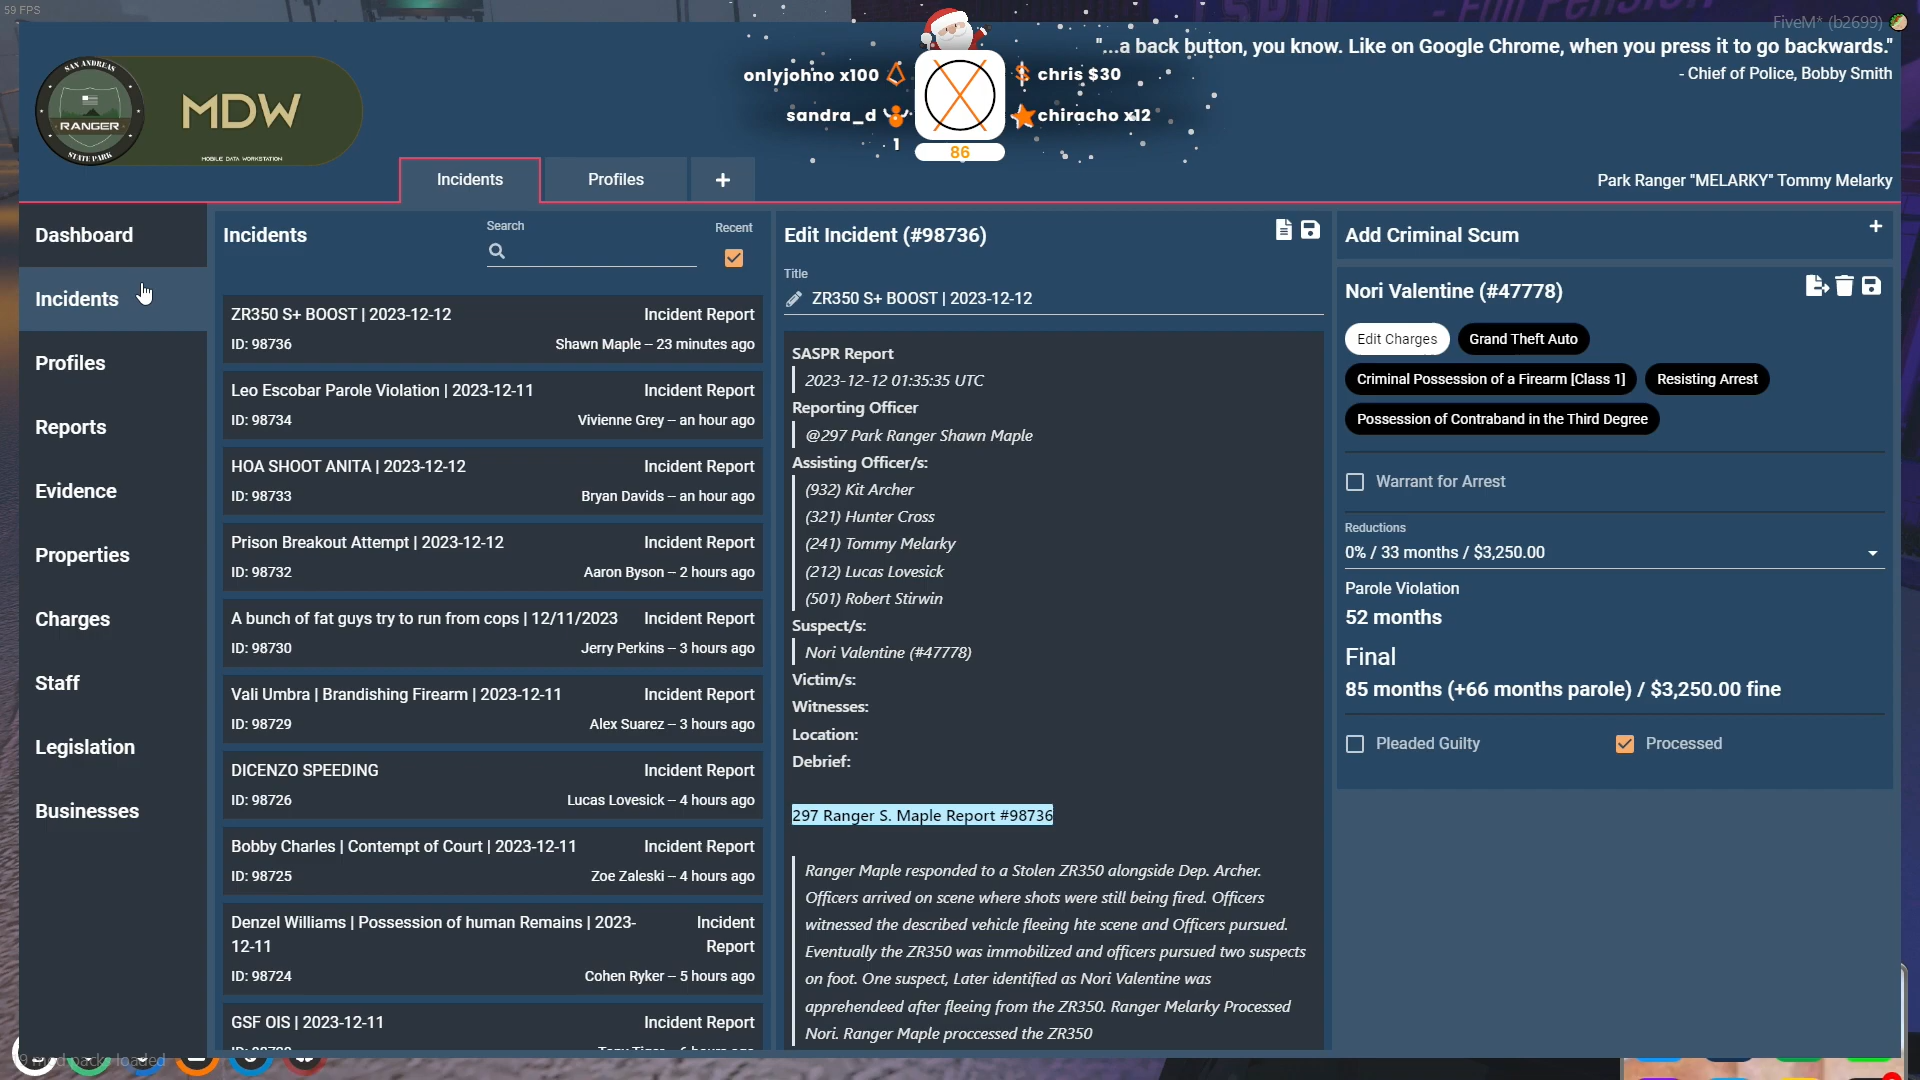 59 FPS
FiveM* (b2699)
"...a back button, you know. Like on Google Chrome, when you press it to go backwards."
- Chief of Police, Bobby Smith
onlyjohno x100
chris $30
sandra_d
1
chiracho x12
86
SAN ANDREAS
RANGER
STATE PARK
MDW
MOBILE DATA WORKSTATION
Incidents
Profiles
+
Park Ranger "MELARKY" Tommy Melarky
Dashboard
Incidents
Profiles
Reports
Evidence
Properties
Charges
Staff
Legislation
Businesses
Incidents
Search
Recent
ZR350 S+ BOOST | 2023-12-12 Incident Report
ID: 98736 Shawn Maple – 23 minutes ago
Leo Escobar Parole Violation | 2023-12-11 Incident Report
ID: 98734 Vivienne Grey – an hour ago
HOA SHOOT ANITA | 2023-12-12 Incident Report
ID: 98733 Bryan Davids – an hour ago
Prison Breakout Attempt | 2023-12-12 Incident Report
ID: 98732 Aaron Byson – 2 hours ago
A bunch of fat guys try to run from cops | 12/11/2023 Incident Report
ID: 98730 Jerry Perkins – 3 hours ago
Vali Umbra | Brandishing Firearm | 2023-12-11 Incident Report
ID: 98729 Alex Suarez – 3 hours ago
DICENZO SPEEDING Incident Report
ID: 98726 Lucas Lovesick – 4 hours ago
Bobby Charles | Contempt of Court | 2023-12-11 Incident Report
ID: 98725 Zoe Zaleski – 4 hours ago
Denzel Williams | Possession of human Remains | 2023- Incident
12-11 Report
ID: 98724 Cohen Ryker – 5 hours ago
GSF OIS | 2023-12-11 Incident Report
Edit Incident (#98736)
Title
ZR350 S+ BOOST | 2023-12-12
SASPR Report
2023-12-12 01:35:35 UTC
Reporting Officer
@297 Park Ranger Shawn Maple
Assisting Officer/s:
(932) Kit Archer
(321) Hunter Cross
(241) Tommy Melarky
(212) Lucas Lovesick
(501) Robert Stirwin
Suspect/s:
Nori Valentine (#47778)
Victim/s:
Witnesses:
Location:
Debrief:
297 Ranger S. Maple Report #98736
Ranger Maple responded to a Stolen ZR350 alongside Dep. Archer.
Officers arrived on scene where shots were still being fired. Officers
witnessed the described vehicle fleeing hte scene and Officers pursued.
Eventually the ZR350 was immobilized and officers pursued two suspects
on foot. One suspect, Later identified as Nori Valentine was
apprehendeed after fleeing from the ZR350. Ranger Melarky Processed
Nori. Ranger Maple proccessed the ZR350
Add Criminal Scum
+
Nori Valentine (#47778)
Edit Charges
Grand Theft Auto
Criminal Possession of a Firearm [Class 1]
Resisting Arrest
Possession of Contraband in the Third Degree
Warrant for Arrest
Reductions
0% / 33 months / $3,250.00
Parole Violation
52 months
Final
85 months (+66 months parole) / $3,250.00 fine
Pleaded Guilty
Processed
mod packs loaded